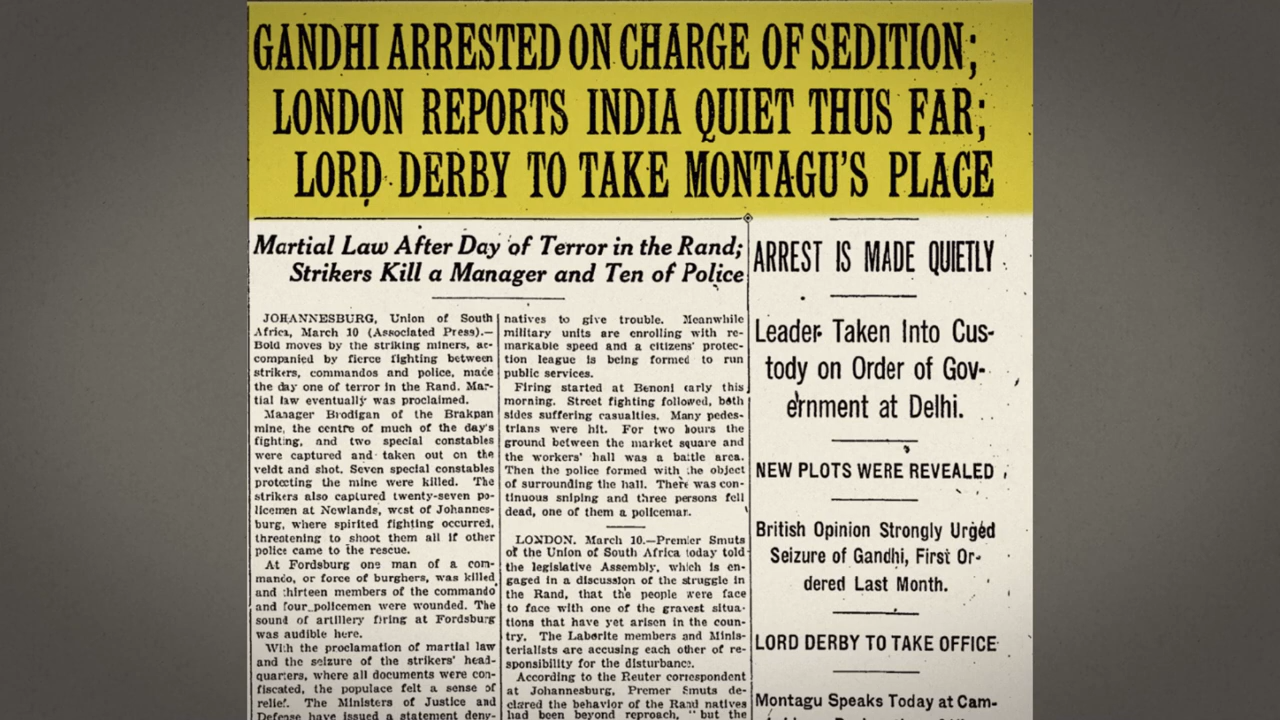 GANDHI ARRESTED ON CHARGE OF SEDITION;
LONDON REPORTS INDIA QUIET THUS FAR;
LORD DERBY TO TAKE MONTAGU'S PLACE
Martial Law After Day of Terror in the Rand;
Strikers Kill a Manager and Ten of Police
JOHANNESBURG, Union of South
Africa, March 10 (Associated Press).—
Bold moves by the striking miners, ac-
companied by fierce fighting between
strikers, commandos and police, made
the day one of terror in the Rand. Mar-
tial law eventually was proclaimed.
Manager Brodigan of the Brakpan
mine, the centre of much of the day's
fighting, and two special constables
were captured and taken out on the
veldt and shot. Seven special constables
protecting the mine were killed. The
strikers also captured twenty-seven po-
licemen at Newlands, west of Johannes-
burg, where spirited fighting occurred,
threatening to shoot them all if other
police came to the rescue.
At Fordsburg one man of a com-
mando, or force of burghers, was killed
and thirteen members of the commando
and four policemen were wounded. The
sound of artillery firing at Fordsburg
was audible here.
With the proclamation of martial law
and the seizure of the strikers' head-
quarters, where all documents were con-
fiscated, the populace felt a sense of
relief. The Ministers of Justice and
Defense have issued a statement deny-
natives to give trouble. Meanwhile
military units are enrolling with re-
markable speed and a citizens' protec-
tion league is being formed to run
public services.
Firing started at Benoni early this
morning. Street fighting followed, both
sides suffering casualties. Many pedes-
trians were hit. For two hours the
ground between the market square and
the workers' hall was a battle area.
Then the police formed with the object
of surrounding the hall. There was con-
tinuous sniping and three persons fell
dead, one of them a policeman.
LONDON, March 10.—Premier Smuts
of the Union of South Africa today told
the legislative Assembly, which is en-
gaged in a discussion of the struggle in
the Rand, that the people were face
to face with one of the gravest situa-
tions that have yet arisen in the coun-
try. The Laborite members and Minis-
terialists are accusing each other of re-
sponsibility for the disturbance.
According to the Reuter correspondent
at Johannesburg, Premer Smuts de-
clared the behavior of the Rand natives
had been beyond reproach, "but the
ARREST IS MADE QUIETLY
Leader Taken Into Cus-
tody on Order of Gov-
ernment at Delhi.
NEW PLOTS WERE REVEALED
British Opinion Strongly Urged
Seizure of Gandhi, First Or-
dered Last Month.
LORD DERBY TO TAKE OFFICE
Montagu Speaks Today at Cam-